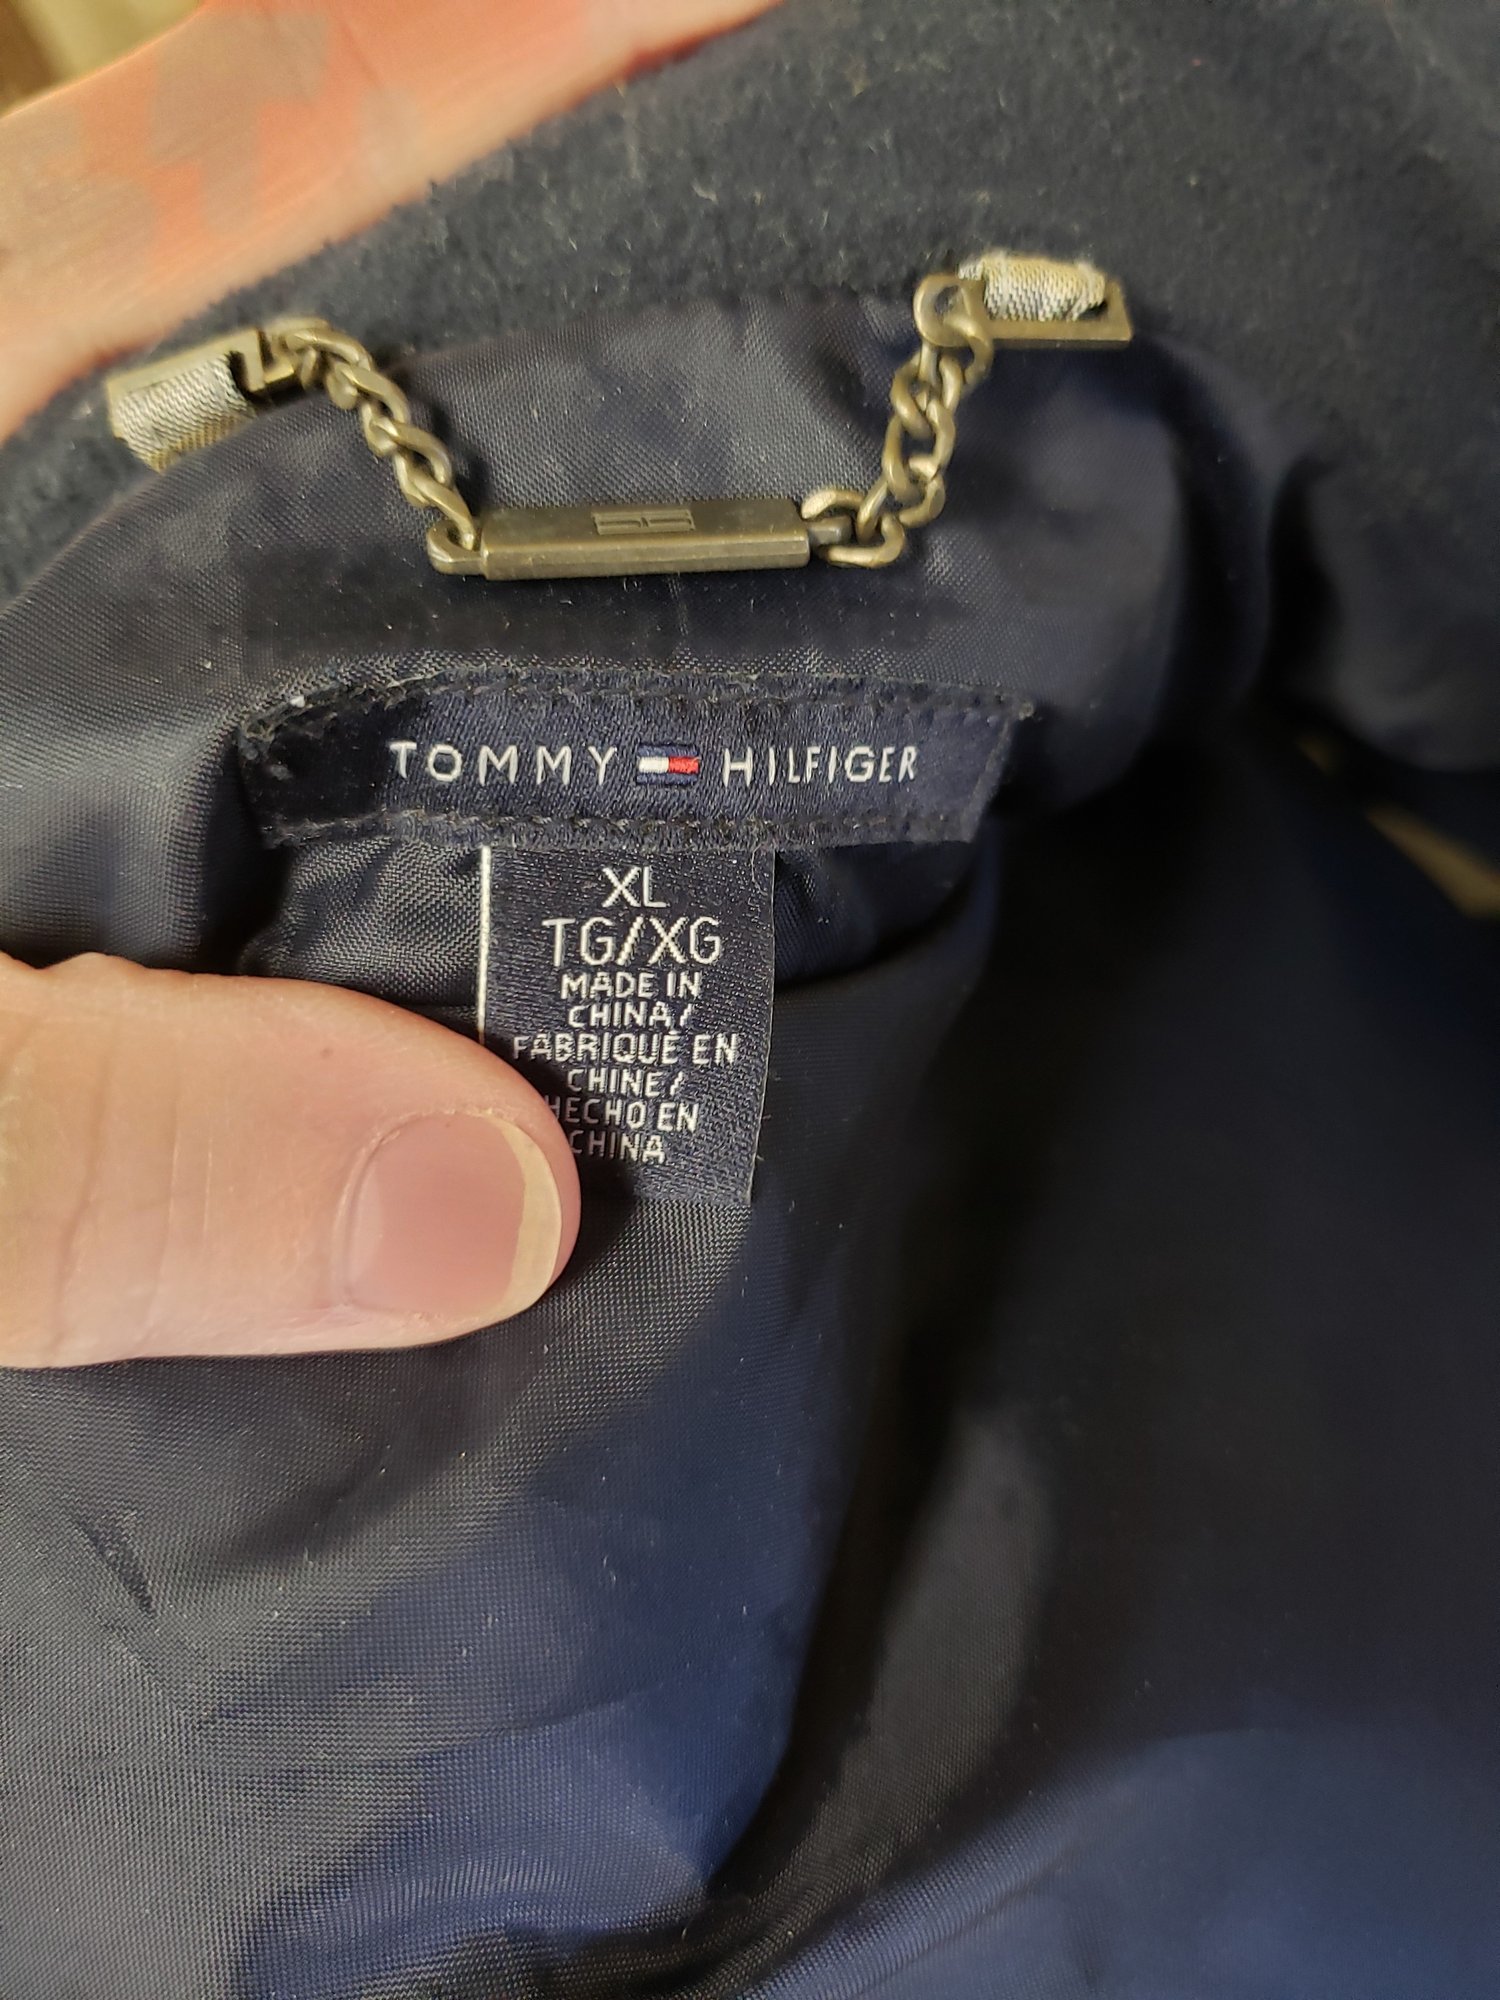 TOMMY HILFIGER
XL
TG/XG
MADE IN
CHINA/
FABRIQUÉ EN
CHINE/
HECHO EN
CHINA